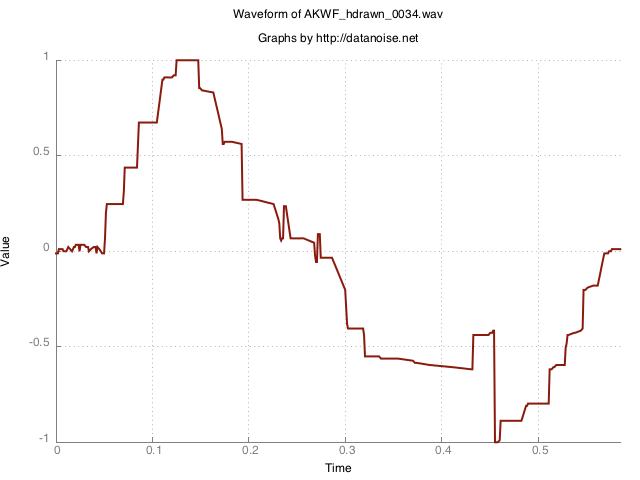 Waveform of AKWF_hdrawn_0034.wav
Graphs by http://datanoise.net
1
0.5
0
-0.5
-1
Value
0 0.1 0.2 0.3 0.4 0.5
Time